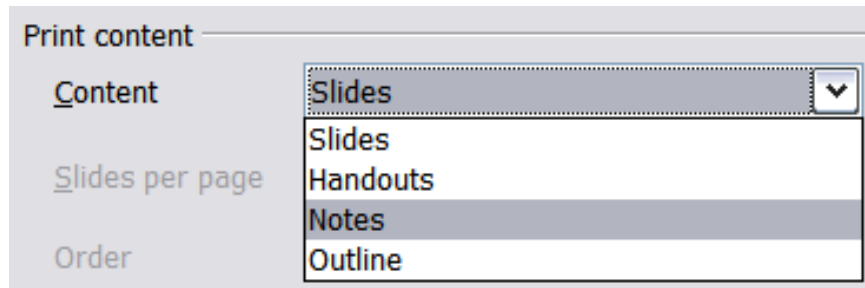 Print content
Content Slides
Slides
Slides per page Handouts
Notes
Order Outline